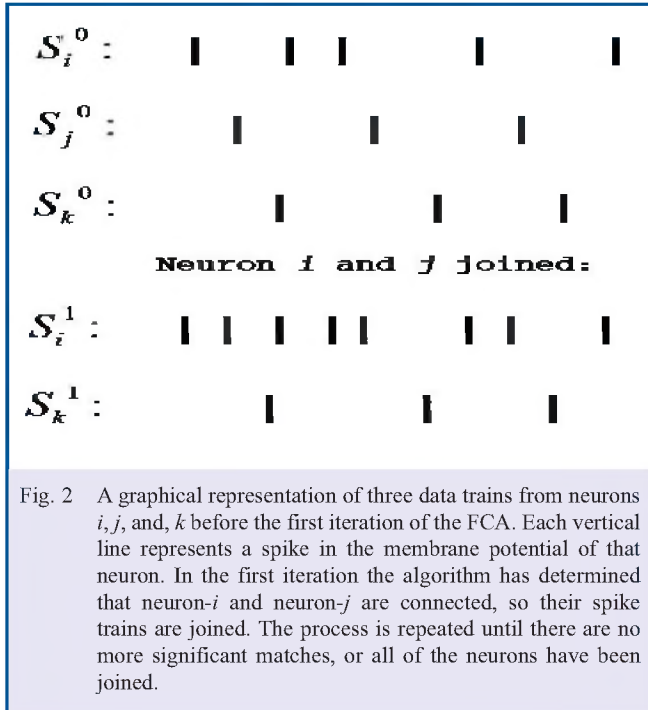 S_i^0 :
S_j^0 :
S_k^0 :
Neuron i and j joined:
S_i^1 :
S_k^1 :
Fig. 2 A graphical representation of three data trains from neurons
i, j, and, k before the first iteration of the FCA. Each vertical
line represents a spike in the membrane potential of that
neuron. In the first iteration the algorithm has determined
that neuron-i and neuron-j are connected, so their spike
trains are joined. The process is repeated until there are no
more significant matches, or all of the neurons have been
joined.